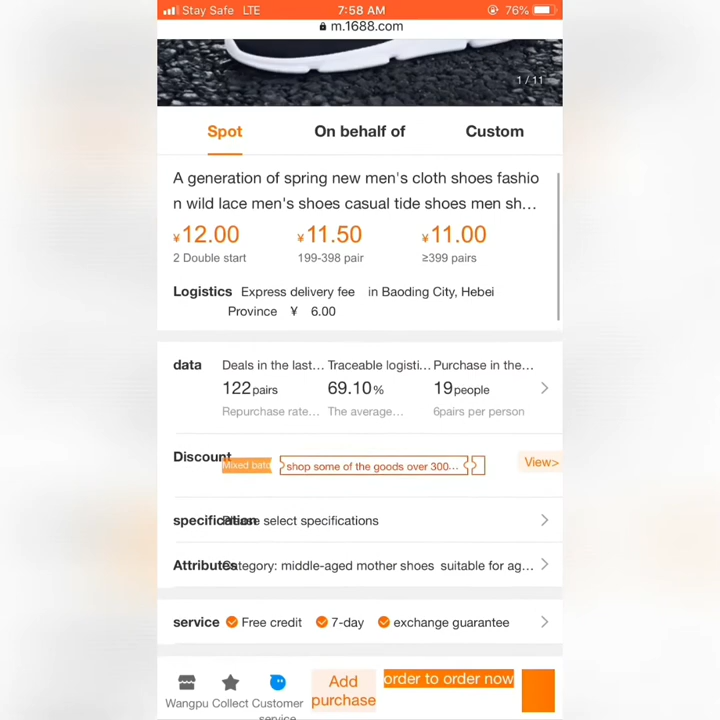 Stay Safe LTE 7:58 AM 76%
m.1688.com
1 / 11
Spot On behalf of Custom
A generation of spring new men's cloth shoes fashio
n wild lace men's shoes casual tide shoes men sh...
¥12.00 ¥11.50 ¥11.00
2 Double start 199-398 pair ≥399 pairs
Logistics Express delivery fee in Baoding City, Hebei
Province ¥ 6.00
data Deals in the last... Traceable logisti... Purchase in the...
122pairs 69.10% 19people
Repurchase rate... The average... 6pairs per person
Discount Mixed batc shop some of the goods over 300... View>
specification Please select specifications
Attributes Category: middle-aged mother shoes suitable for ag...
service Free credit 7-day exchange guarantee
Add order to order now
Wangpu Collect Customer purchase
service